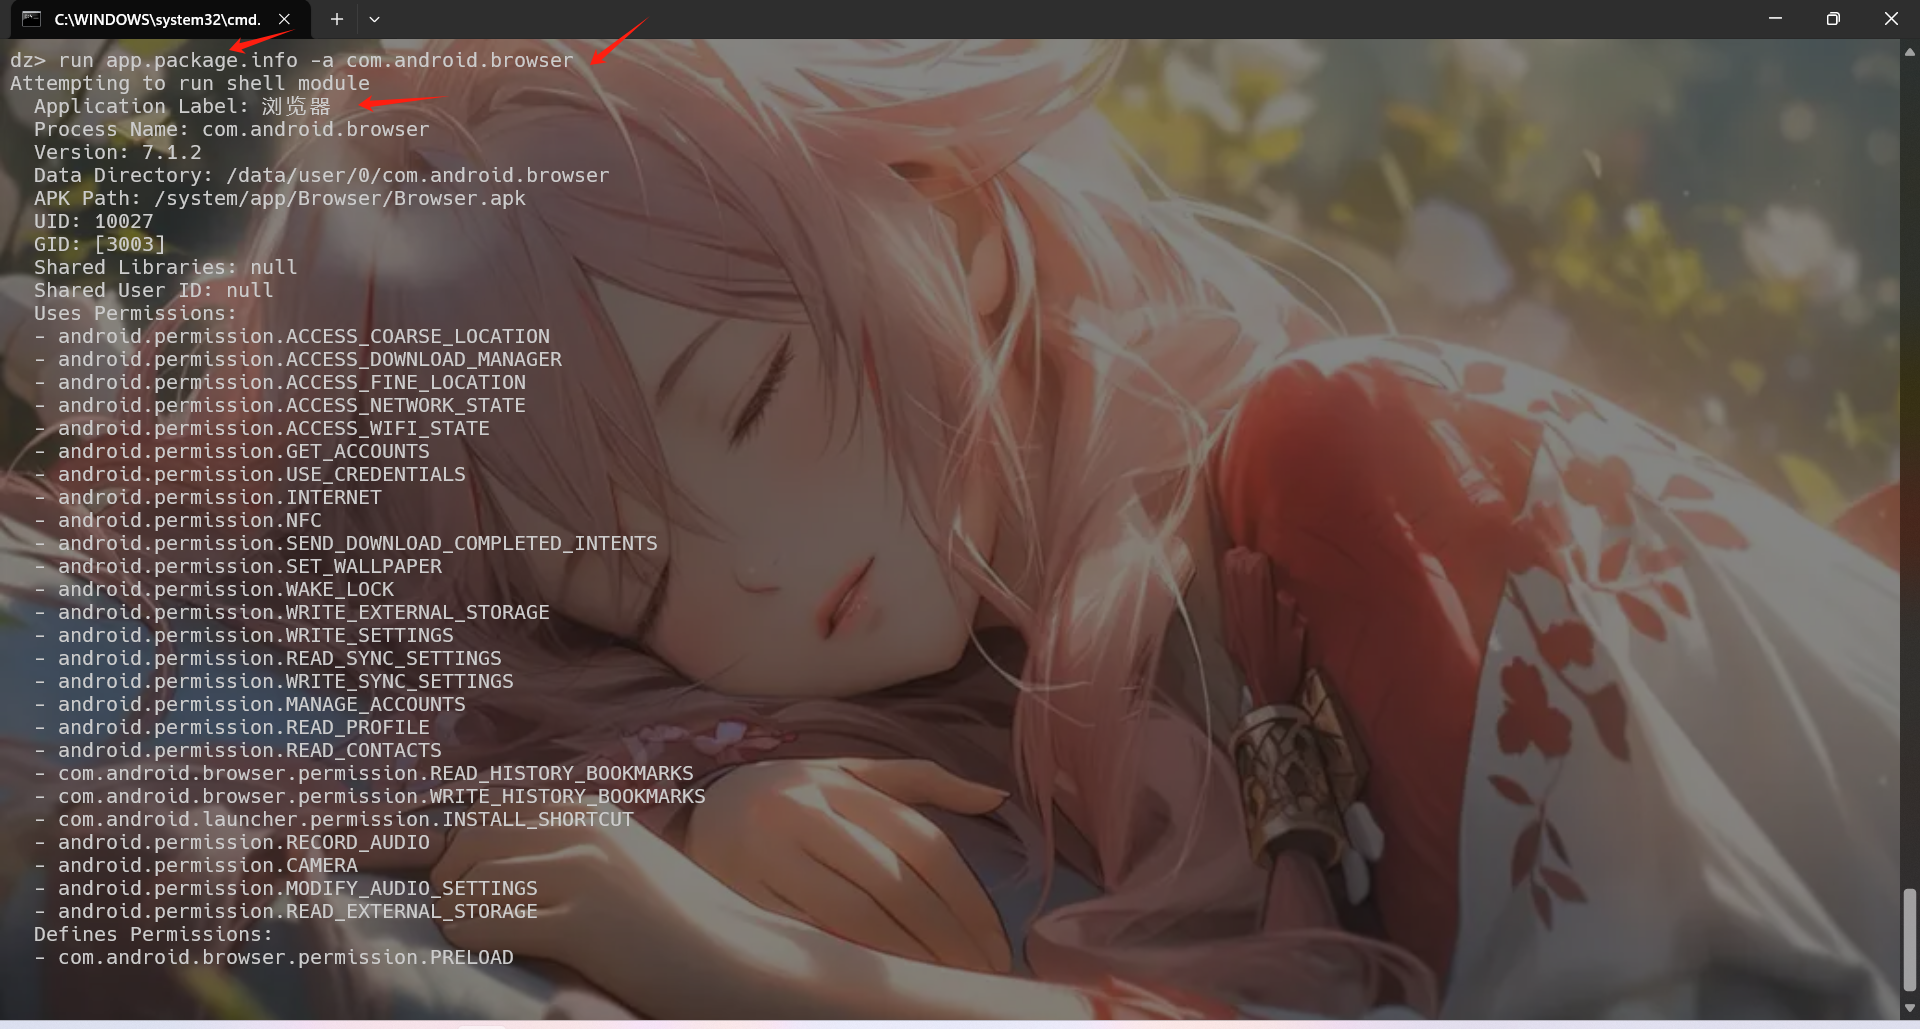 C:\WINDOWS\system32\cmd.
dz> run app.package.info -a com.android.browser
Attempting to run shell module
  Application Label: 浏览器
  Process Name: com.android.browser
  Version: 7.1.2
  Data Directory: /data/user/0/com.android.browser
  APK Path: /system/app/Browser/Browser.apk
  UID: 10027
  GID: [3003]
  Shared Libraries: null
  Shared User ID: null
  Uses Permissions:
  - android.permission.ACCESS_COARSE_LOCATION
  - android.permission.ACCESS_DOWNLOAD_MANAGER
  - android.permission.ACCESS_FINE_LOCATION
  - android.permission.ACCESS_NETWORK_STATE
  - android.permission.ACCESS_WIFI_STATE
  - android.permission.GET_ACCOUNTS
  - android.permission.USE_CREDENTIALS
  - android.permission.INTERNET
  - android.permission.NFC
  - android.permission.SEND_DOWNLOAD_COMPLETED_INTENTS
  - android.permission.SET_WALLPAPER
  - android.permission.WAKE_LOCK
  - android.permission.WRITE_EXTERNAL_STORAGE
  - android.permission.WRITE_SETTINGS
  - android.permission.READ_SYNC_SETTINGS
  - android.permission.WRITE_SYNC_SETTINGS
  - android.permission.MANAGE_ACCOUNTS
  - android.permission.READ_PROFILE
  - android.permission.READ_CONTACTS
  - com.android.browser.permission.READ_HISTORY_BOOKMARKS
  - com.android.browser.permission.WRITE_HISTORY_BOOKMARKS
  - com.android.launcher.permission.INSTALL_SHORTCUT
  - android.permission.RECORD_AUDIO
  - android.permission.CAMERA
  - android.permission.MODIFY_AUDIO_SETTINGS
  - android.permission.READ_EXTERNAL_STORAGE
  Defines Permissions:
  - com.android.browser.permission.PRELOAD